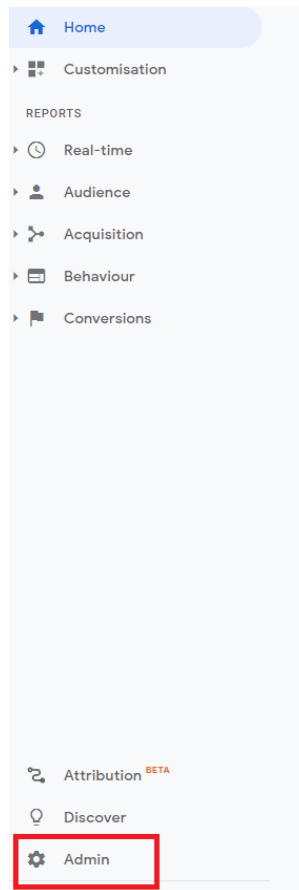 Home
Customisation
REPORTS
Real-time
Audience
Acquisition
Behaviour
Conversions
Attribution BETA
Discover
Admin